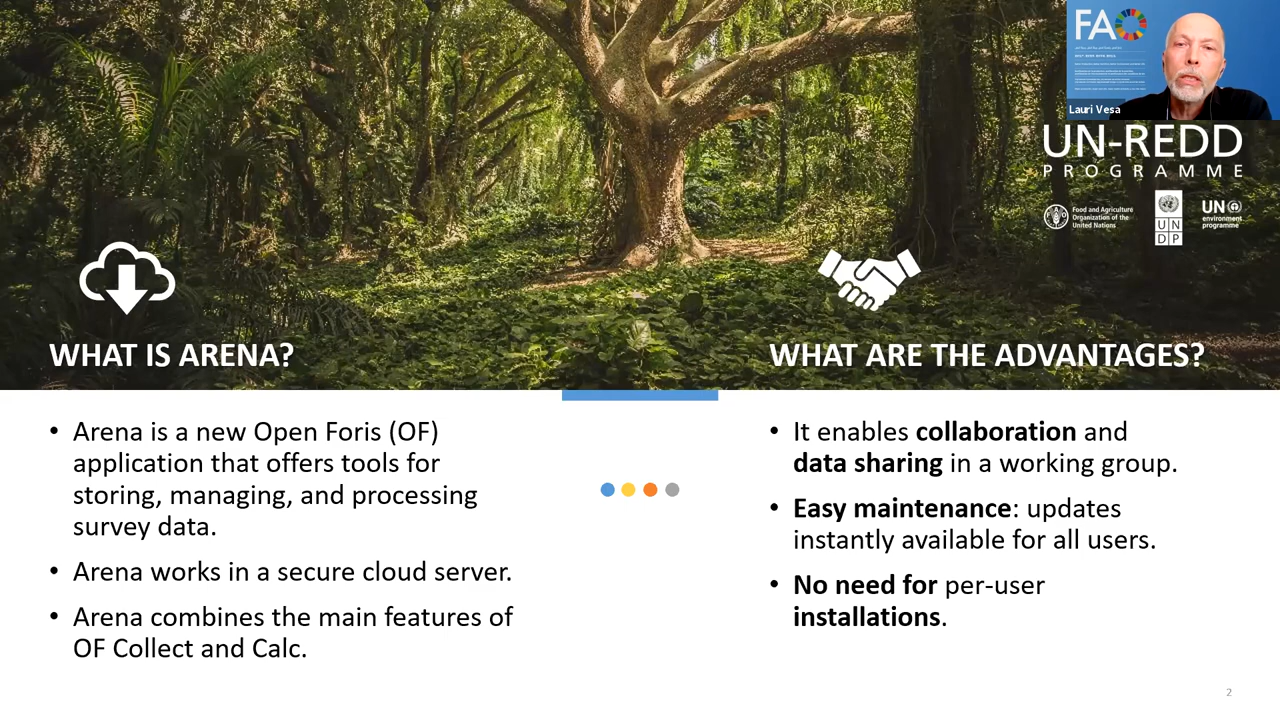 FAO
Lauri Vesa
UN-REDD
PROGRAMME
FAO
Food and Agriculture
Organization of the
United Nations
UN
DP
UN
environment
programme
WHAT IS ARENA?
• Arena is a new Open Foris (OF)
application that offers tools for
storing, managing, and processing
survey data.
• Arena works in a secure cloud server.
• Arena combines the main features of
OF Collect and Calc.
WHAT ARE THE ADVANTAGES?
• It enables collaboration and
data sharing in a working group.
• Easy maintenance: updates
instantly available for all users.
• No need for per-user
installations.
2